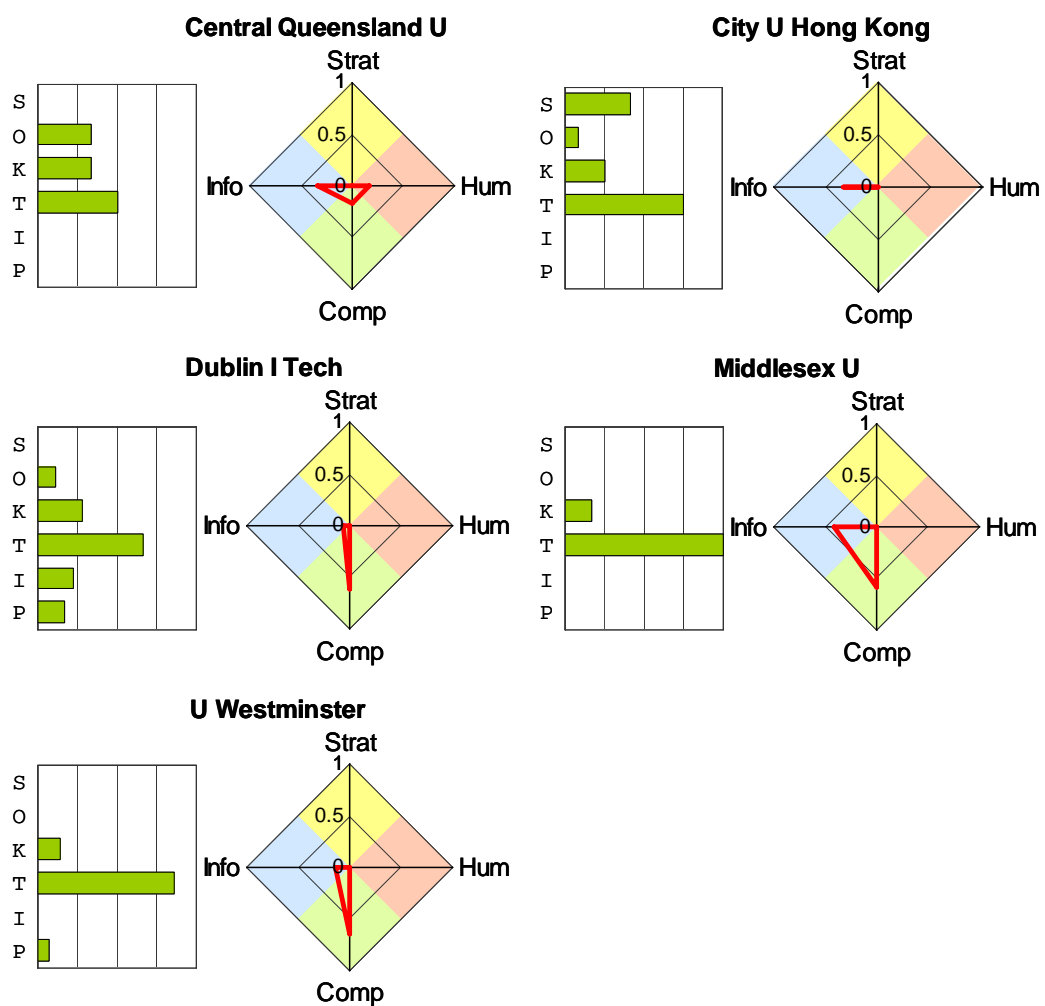 Central Queensland U
Strat
1
0.5
0
Info
Hum
Comp
S
O
K
T
I
P
City U Hong Kong
Strat
1
0.5
0
Info
Hum
Comp
S
O
K
T
I
P
Dublin I Tech
Strat
1
0.5
0
Info
Hum
Comp
S
O
K
T
I
P
Middlesex U
Strat
1
0.5
0
Info
Hum
Comp
S
O
K
T
I
P
U Westminster
Strat
1
0.5
0
Info
Hum
Comp
S
O
K
T
I
P